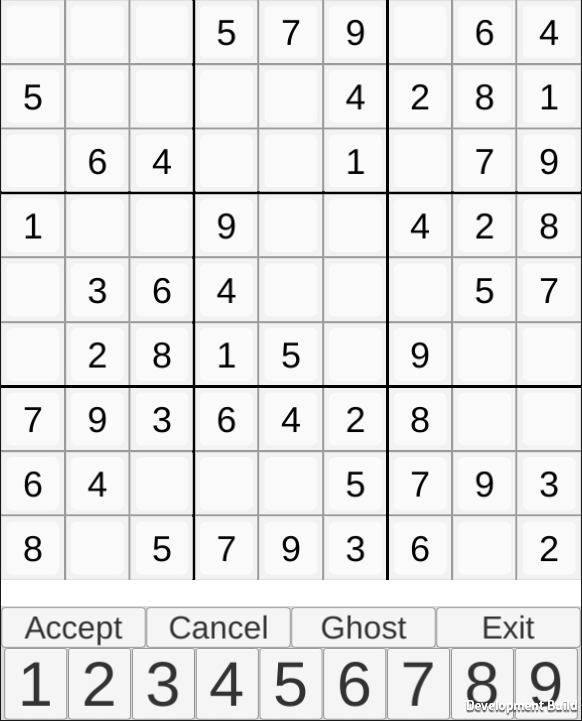 5 7 9 6 4
5 4 2 8 1
6 4 1 7 9
1 9 4 2 8
3 6 4 5 7
2 8 1 5 9
7 9 3 6 4 2 8
6 4 5 7 9 3
8 5 7 9 3 6 2
Accept Cancel Ghost Exit
1 2 3 4 5 6 7 8 9
Development Build